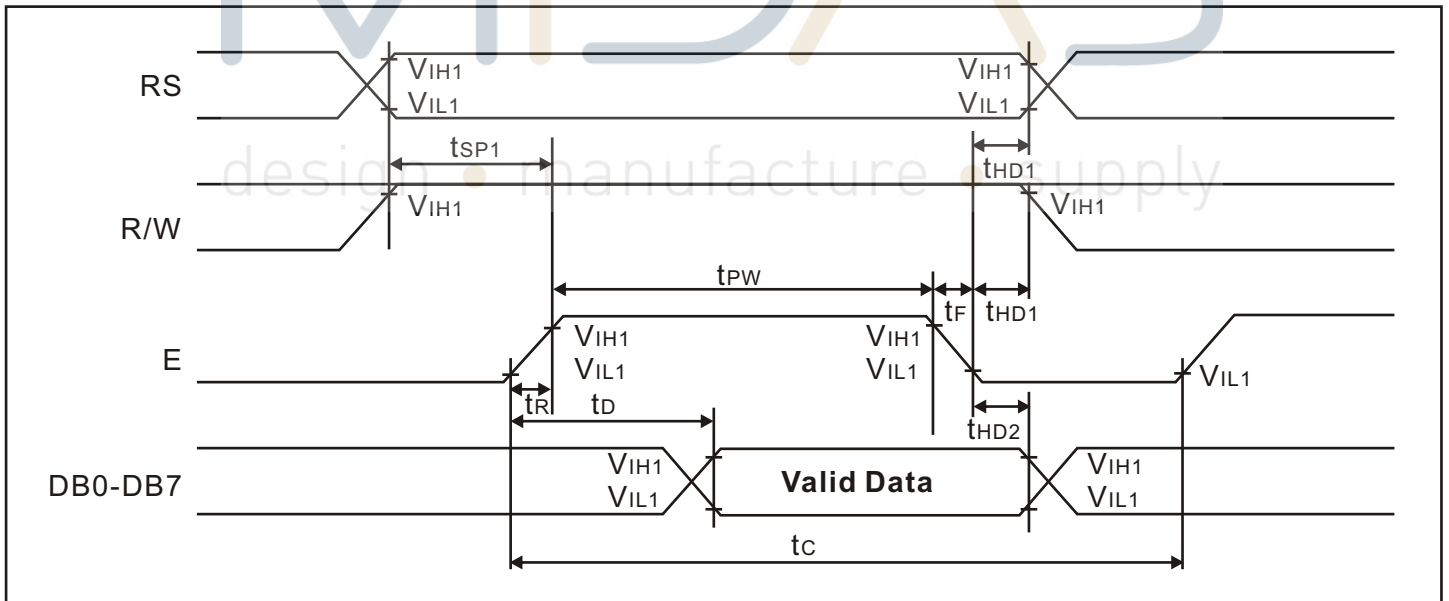 MIDAS
RS
VIH1
VIL1
VIH1
VIL1
tSP1
tHD1
design • manufacture • supply
R/W
VIH1
VIH1
tPW
tF
tHD1
E
VIH1
VIL1
VIH1
VIL1
VIL1
tR
tD
tHD2
DB0-DB7
VIH1
VIL1
Valid Data
VIH1
VIL1
tC